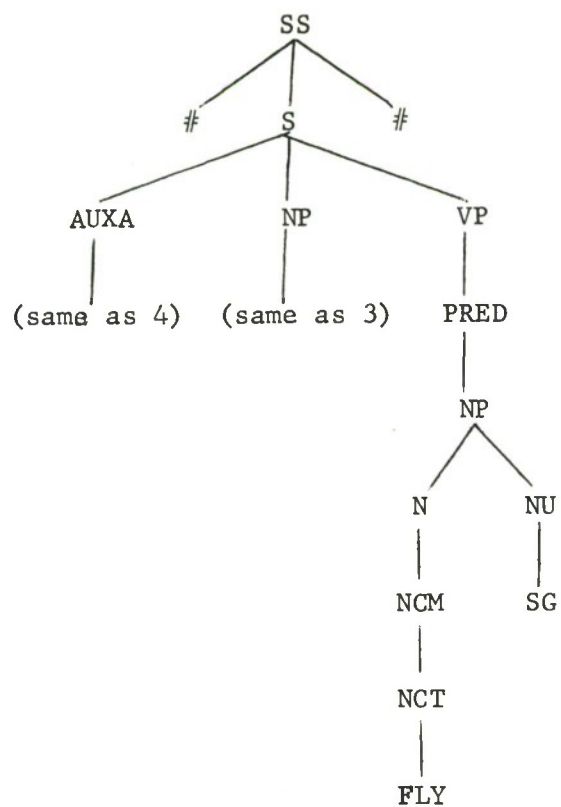 SS
# S #
AUXA NP VP
(same as 4) (same as 3) PRED
NP
N NU
NCM SG
NCT
FLY